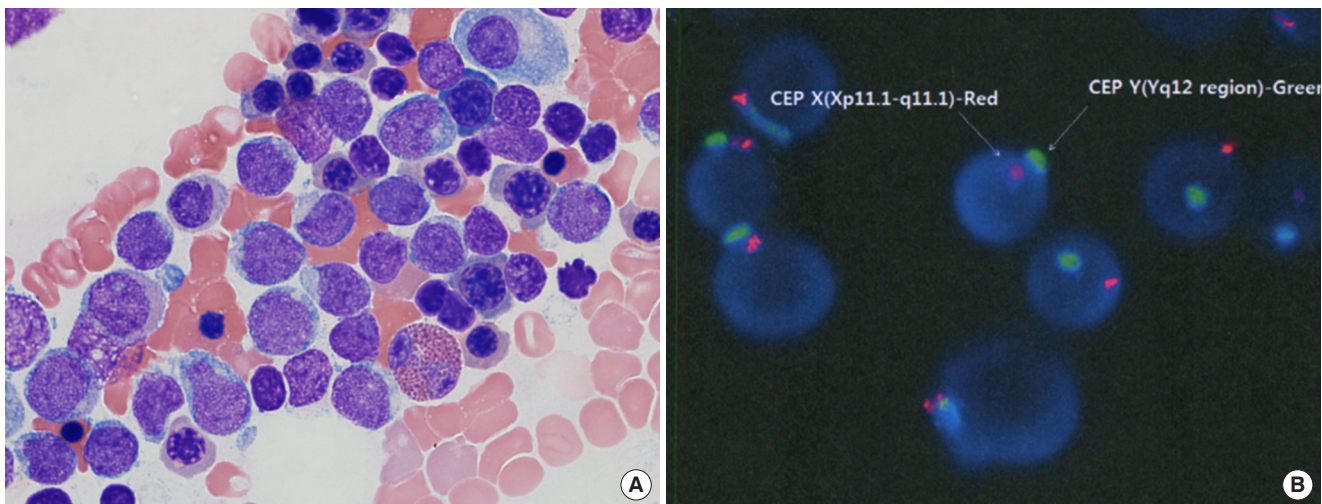 CEP X(Xp11.1-q11.1)-Red
CEP Y(Yq12 region)-Green
A
B